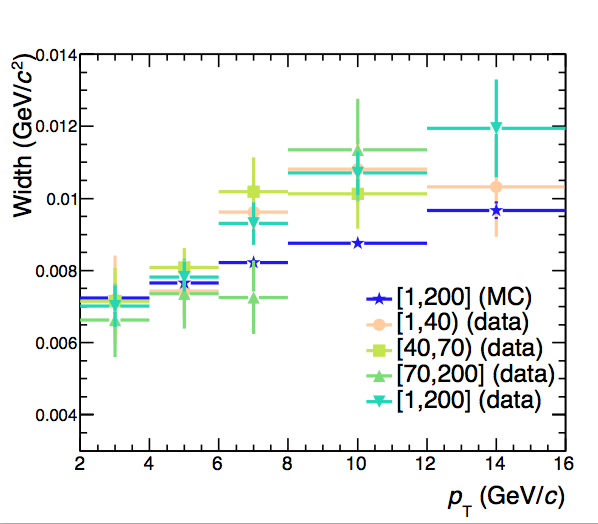 0.014
0.012
0.01
0.008
0.006
0.004
Width (GeV/c²)
[1,200] (MC)
[1,40) (data)
[40,70) (data)
[70,200] (data)
[1,200] (data)
2 4 6 8 10 12 14 16
p_T (GeV/c)